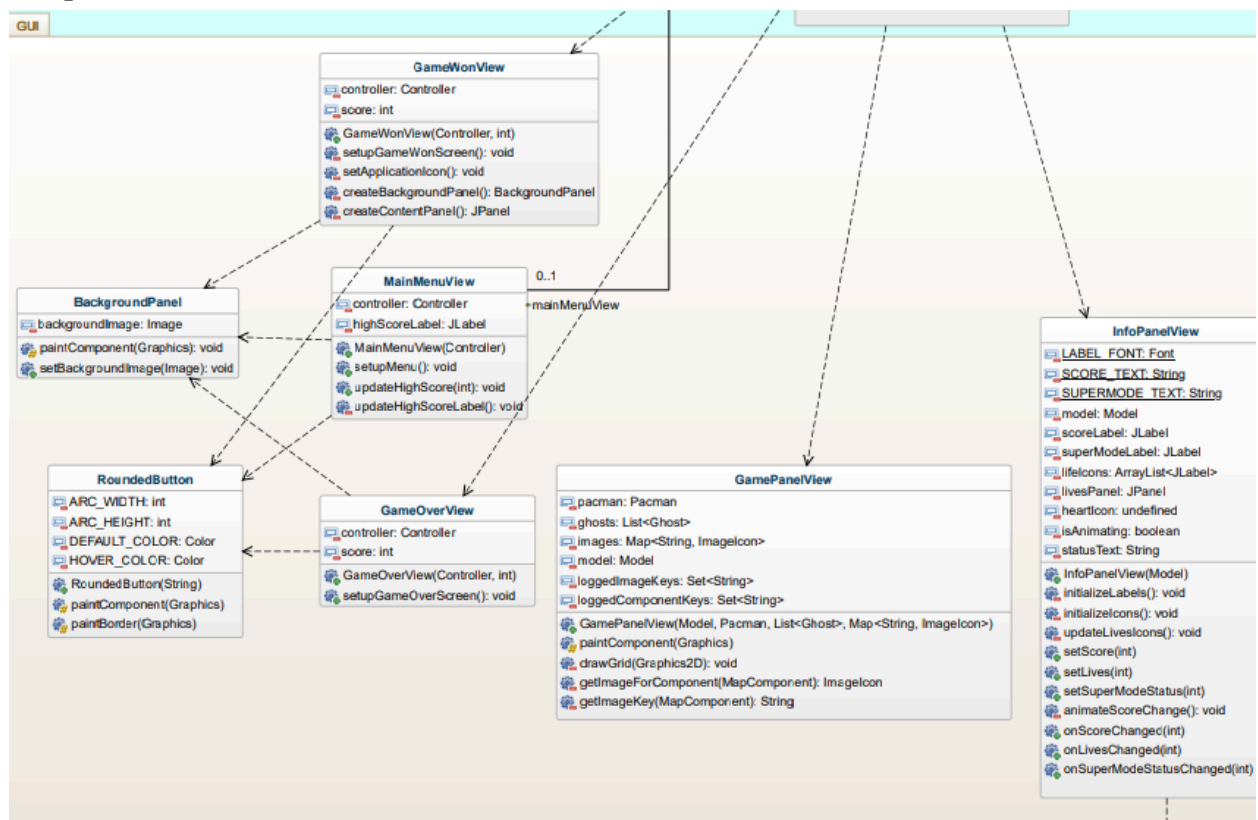 GUI
GameWonView
controller: Controller
score: int
GameWonView(Controller, int)
setupGameWonScreen(): void
setApplicationIcon(): void
createBackgroundPanel(): BackgroundPanel
createContentPanel(): JPanel
MainMenuView
controller: Controller
highScoreLabel: JLabel
MainMenuView(Controller)
setupMenu(): void
updateHighScore(int): void
updateHighScoreLabel(): void
0..1
+mainMenuView
BackgroundPanel
backgroundImage: Image
paintComponent(Graphics): void
setBackgroundImage(Image): void
RoundedButton
ARC_WIDTH: int
ARC_HEIGHT: int
DEFAULT_COLOR: Color
HOVER_COLOR: Color
RoundedButton(String)
paintComponent(Graphics)
paintBorder(Graphics)
GameOverView
controller: Controller
score: int
GameOverView(Controller, int)
setupGameOverScreen(): void
GamePanelView
pacman: Pacman
ghosts: List<Ghost>
images: Map<String, ImageIcon>
model: Model
loggedImageKeys: Set<String>
loggedComponentKeys: Set<String>
GamePanelView(Model, Pacman, List<Ghost>, Map<String, ImageIcon>)
paintComponent(Graphics)
drawGrid(Graphics2D): void
getImageForComponent(MapComponent): ImageIcon
getImageKey(MapComponent): String
InfoPanelView
LABEL_FONT: Font
SCORE_TEXT: String
SUPERMODE_TEXT: String
model: Model
scoreLabel: JLabel
superModeLabel: JLabel
lifeIcons: ArrayList<JLabel>
livesPanel: JPanel
heartIcon: undefined
isAnimating: boolean
statusText: String
InfoPanelView(Model)
initializeLabels(): void
initializeIcons(): void
updateLivesIcons(): void
setScore(int)
setLives(int)
setSuperModeStatus(int)
animateScoreChange(): void
onScoreChanged(int)
onLivesChanged(int)
onSuperModeStatusChanged(int)